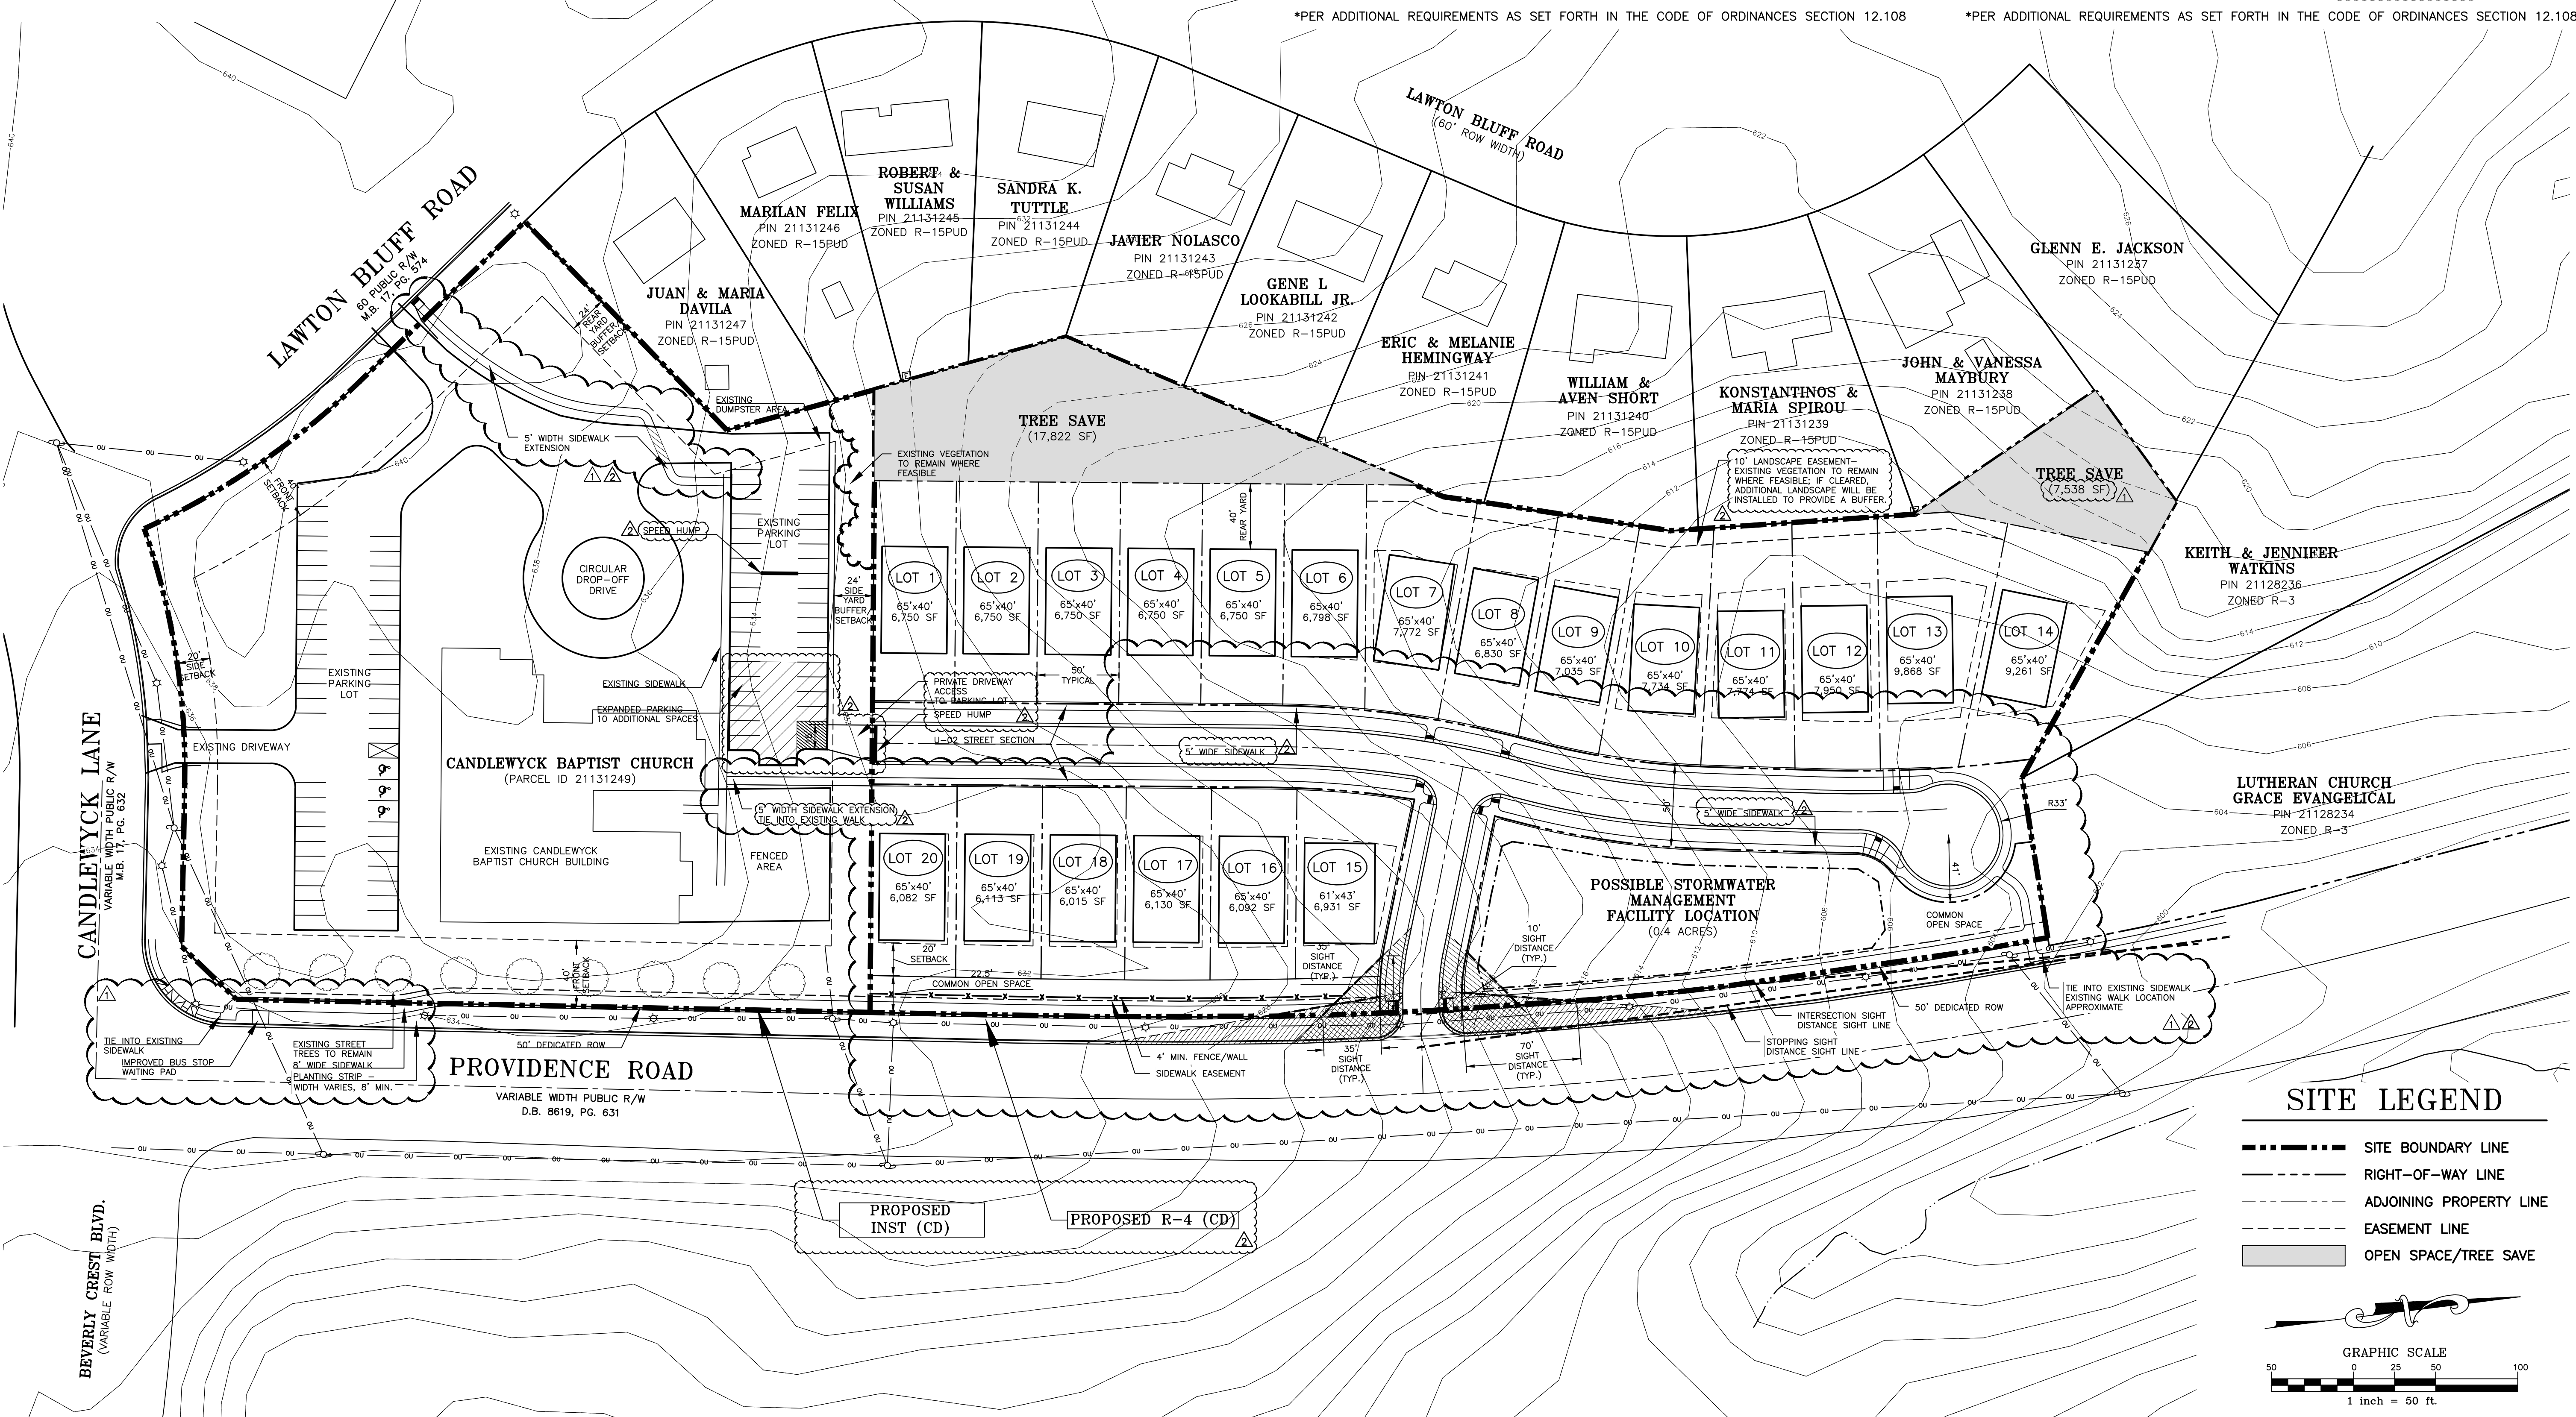 *PER ADDITIONAL REQUIREMENTS AS SET FORTH IN THE CODE OF ORDINANCES SECTION 12.108
*PER ADDITIONAL REQUIREMENTS AS SET FORTH IN THE CODE OF ORDINANCES SECTION 12.108
LAWTON BLUFF ROAD
(60' ROW WIDTH)
LAWTON BLUFF ROAD
60 PUBLIC R/W
M.B. 17, PG. 574
JUAN & MARIA
DAVILA
PIN 21131247
ZONED R-15PUD
MARILAN FELIX
PIN 21131246
ZONED R-15PUD
ROBERT &
SUSAN
WILLIAMS
PIN 21131245
ZONED R-15PUD
SANDRA K.
TUTTLE
PIN 21131244
ZONED R-15PUD
JAVIER NOLASCO
PIN 21131243
ZONED R-15PUD
GENE L
LOOKABILL JR.
PIN 21131242
ZONED R-15PUD
ERIC & MELANIE
HEMINGWAY
PIN 21131241
ZONED R-15PUD
WILLIAM &
AVEN SHORT
PIN 21131240
ZONED R-15PUD
KONSTANTINOS &
MARIA SPIROU
PIN 21131239
ZONED R-15PUD
JOHN & VANESSA
MAYBURY
PIN 21131238
ZONED R-15PUD
GLENN E. JACKSON
PIN 21131237
ZONED R-15PUD
KEITH & JENNIFER
WATKINS
PIN 21128236
ZONED R-3
LUTHERAN CHURCH
GRACE EVANGELICAL
PIN 21128234
ZONED R-3
24'
REAR
YARD
BUFFER/
SETBACK
EXISTING
DUMPSTER AREA
5' WIDTH SIDEWALK
EXTENSION
40'
FRONT
SETBACK
TREE SAVE
(17,822 SF)
EXISTING VEGETATION
TO REMAIN WHERE
FEASIBLE
10' LANDSCAPE EASEMENT-
EXISTING VEGETATION TO REMAIN
WHERE FEASIBLE; IF CLEARED,
ADDITIONAL LANDSCAPE WILL BE
INSTALLED TO PROVIDE A BUFFER.
TREE SAVE
(7,538 SF)
SPEED HUMP
EXISTING
PARKING
LOT
CIRCULAR
DROP-OFF
DRIVE
24'
SIDE
YARD
BUFFER/
SETBACK
40'
REAR YARD
LOT 1
65'x40'
6,750 SF
LOT 2
65'x40'
6,750 SF
LOT 3
65'x40'
6,750 SF
LOT 4
65'x40'
6,750 SF
LOT 5
65'x40'
6,750 SF
LOT 6
65x40'
6,798 SF
LOT 7
65'x40'
7,772 SF
LOT 8
65'x40'
6,830 SF
LOT 9
65'x40'
7,035 SF
LOT 10
65'x40'
7,734 SF
LOT 11
65'x40'
7,774 SF
LOT 12
65'x40'
7,950 SF
LOT 13
65'x40'
9,868 SF
LOT 14
65'x40'
9,261 SF
20'
SIDE
SETBACK
EXISTING
PARKING
LOT
EXISTING SIDEWALK
EXPANDED PARKING
10 ADDITIONAL SPACES
PRIVATE DRIVEWAY
ACCESS
TO PARKING LOT
SPEED HUMP
50'
TYPICAL
U-02 STREET SECTION
5' WIDE SIDEWALK
5' WIDE SIDEWALK
50'
R33'
41'
EXISTING DRIVEWAY
CANDLEWYCK LANE
VARIABLE WIDTH PUBLIC R/W
M.B. 17, PG. 632
CANDLEWYCK BAPTIST CHURCH
(PARCEL ID 21131249)
5' WIDTH SIDEWALK EXTENSION
TIE INTO EXISTING WALK
EXISTING CANDLEWYCK
BAPTIST CHURCH BUILDING
FENCED
AREA
LOT 20
65'x40'
6,082 SF
LOT 19
65'x40'
6,113 SF
LOT 18
65'x40'
6,015 SF
LOT 17
65'x40'
6,130 SF
LOT 16
65'x40'
6,092 SF
LOT 15
61'x43'
6,931 SF
POSSIBLE STORMWATER
MANAGEMENT
FACILITY LOCATION
(0.4 ACRES)
COMMON
OPEN SPACE
40'
FRONT
SETBACK
20'
SETBACK
22.5'
COMMON OPEN SPACE
35'
SIGHT
DISTANCE
(TYP.)
10'
SIGHT
DISTANCE
(TYP.)
TIE INTO EXISTING
SIDEWALK
IMPROVED BUS STOP
WAITING PAD
EXISTING STREET
TREES TO REMAIN
8' WIDE SIDEWALK
PLANTING STRIP -
WIDTH VARIES, 8' MIN.
50' DEDICATED ROW
PROVIDENCE ROAD
VARIABLE WIDTH PUBLIC R/W
D.B. 8619, PG. 631
4' MIN. FENCE/WALL
SIDEWALK EASEMENT
35'
SIGHT
DISTANCE
(TYP.)
70'
SIGHT
DISTANCE
(TYP.)
INTERSECTION SIGHT
DISTANCE SIGHT LINE
STOPPING SIGHT
DISTANCE SIGHT LINE
50' DEDICATED ROW
TIE INTO EXISTING SIDEWALK
EXISTING WALK LOCATION
APPROXIMATE
BEVERLY CREST BLVD.
(VARIABLE ROW WIDTH)
PROPOSED
INST (CD)
PROPOSED R-4 (CD)
SITE LEGEND
SITE BOUNDARY LINE
RIGHT-OF-WAY LINE
ADJOINING PROPERTY LINE
EASEMENT LINE
OPEN SPACE/TREE SAVE
GRAPHIC SCALE
50 0 25 50 100
1 inch = 50 ft.